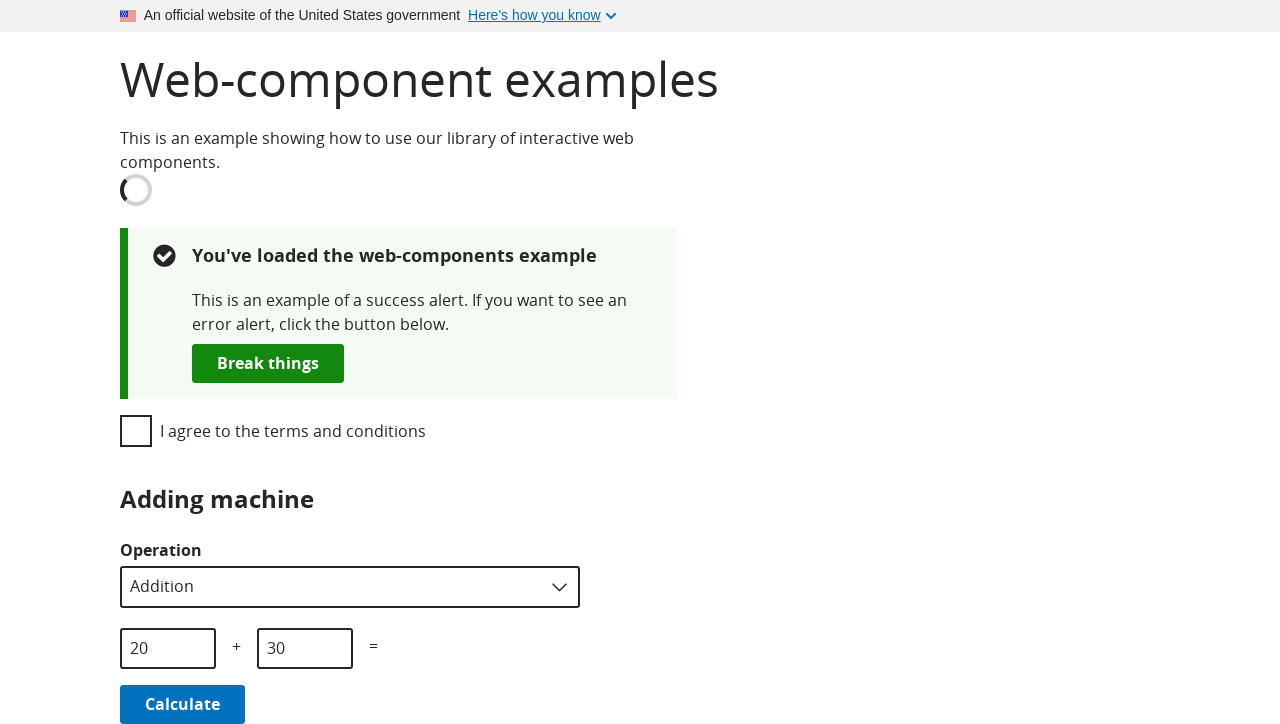 An official website of the United States government Here's how you know
Web-component examples
This is an example showing how to use our library of interactive web
components.
You've loaded the web-components example
This is an example of a success alert. If you want to see an
error alert, click the button below.
Break things
I agree to the terms and conditions
Adding machine
Operation
Addition
20 + 30 =
Calculate